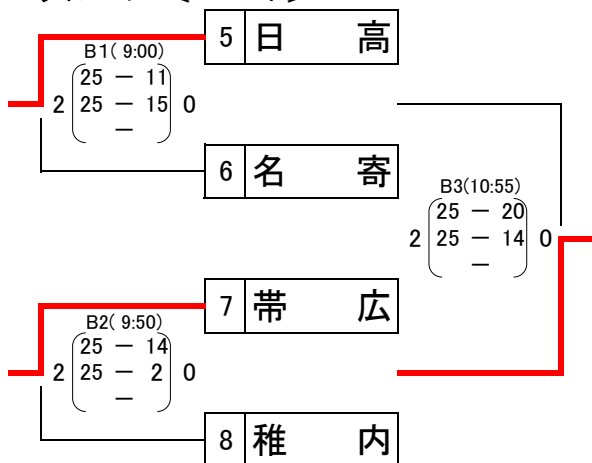 5 日 高
B1( 9:00)
25 － 11
2 25 － 15 0
－
6 名 寄
B3(10:55)
25 － 20
2 25 － 14 0
－
7 帯 広
B2( 9:50)
25 － 14
2 25 － 2 0
－
8 稚 内